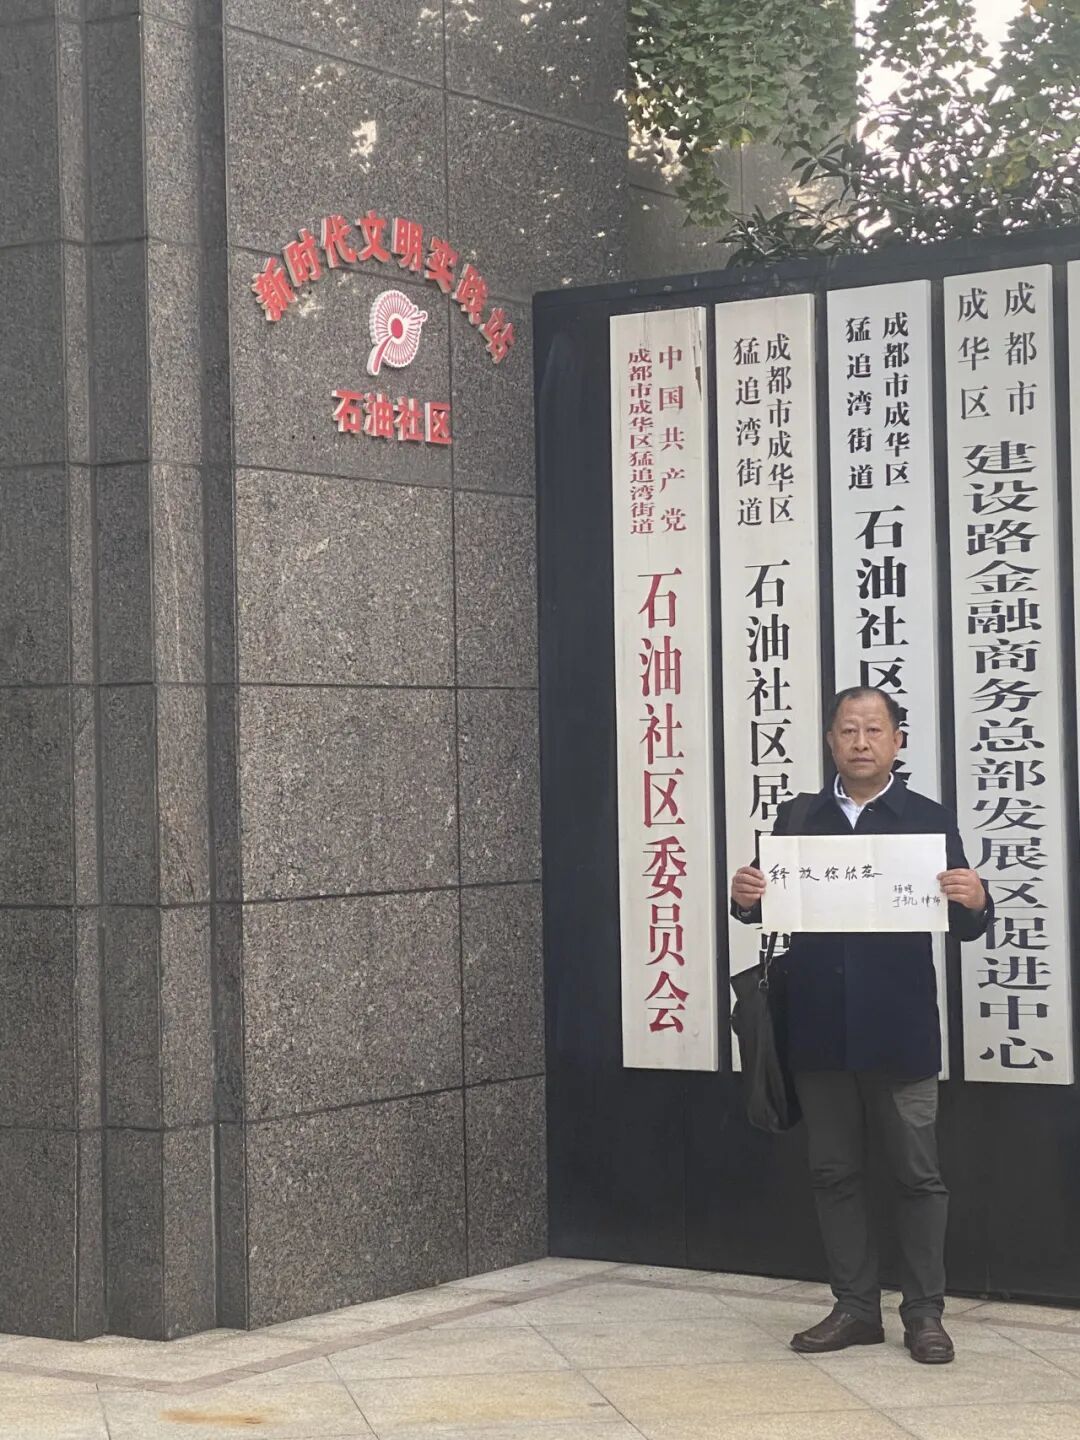 新时代文明实践站
石油社区
中国共产党
成都市成华区猛追湾街道
石油社区委员会
成都市成华区
猛追湾街道
石油社区居
成都市成华区
猛追湾街道
石油社区
成都市
成华区
建设路金融商务总部发展区促进中心
释放徐欣蕊
律师